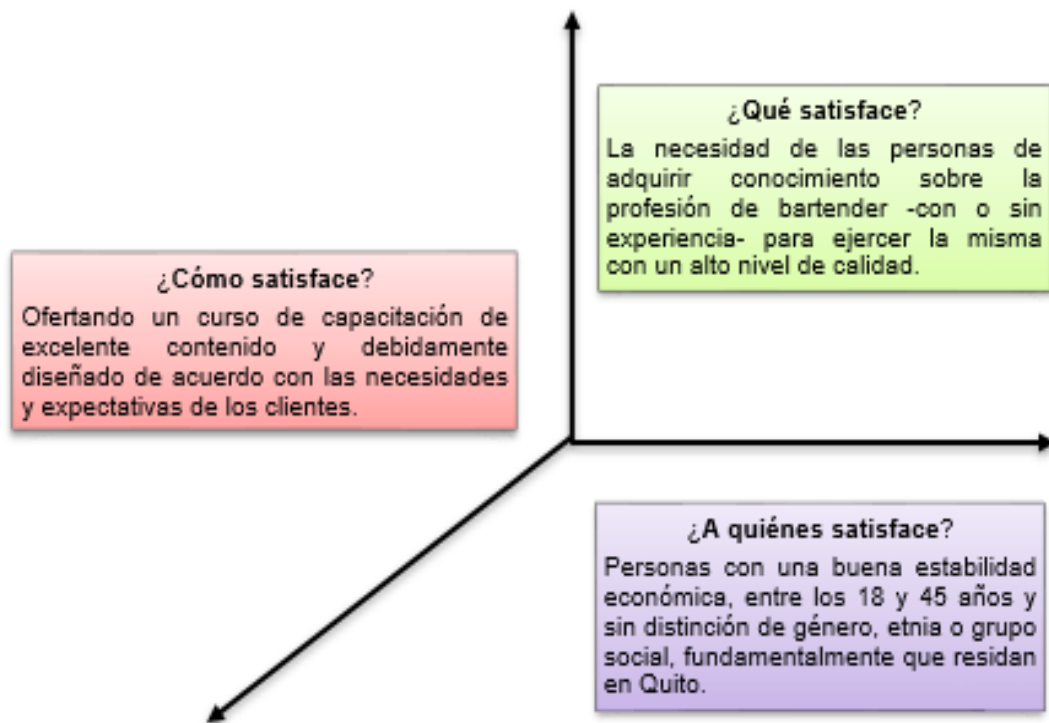 ¿Qué satisface?
La necesidad de las personas de
adquirir conocimiento sobre la
profesión de bartender -con o sin
experiencia- para ejercer la misma
con un alto nivel de calidad.
¿Cómo satisface?
Ofertando un curso de capacitación de
excelente contenido y debidamente
diseñado de acuerdo con las necesidades
y expectativas de los clientes.
¿A quiénes satisface?
Personas con una buena estabilidad
económica, entre los 18 y 45 años y
sin distinción de género, etnia o grupo
social, fundamentalmente que residan
en Quito.